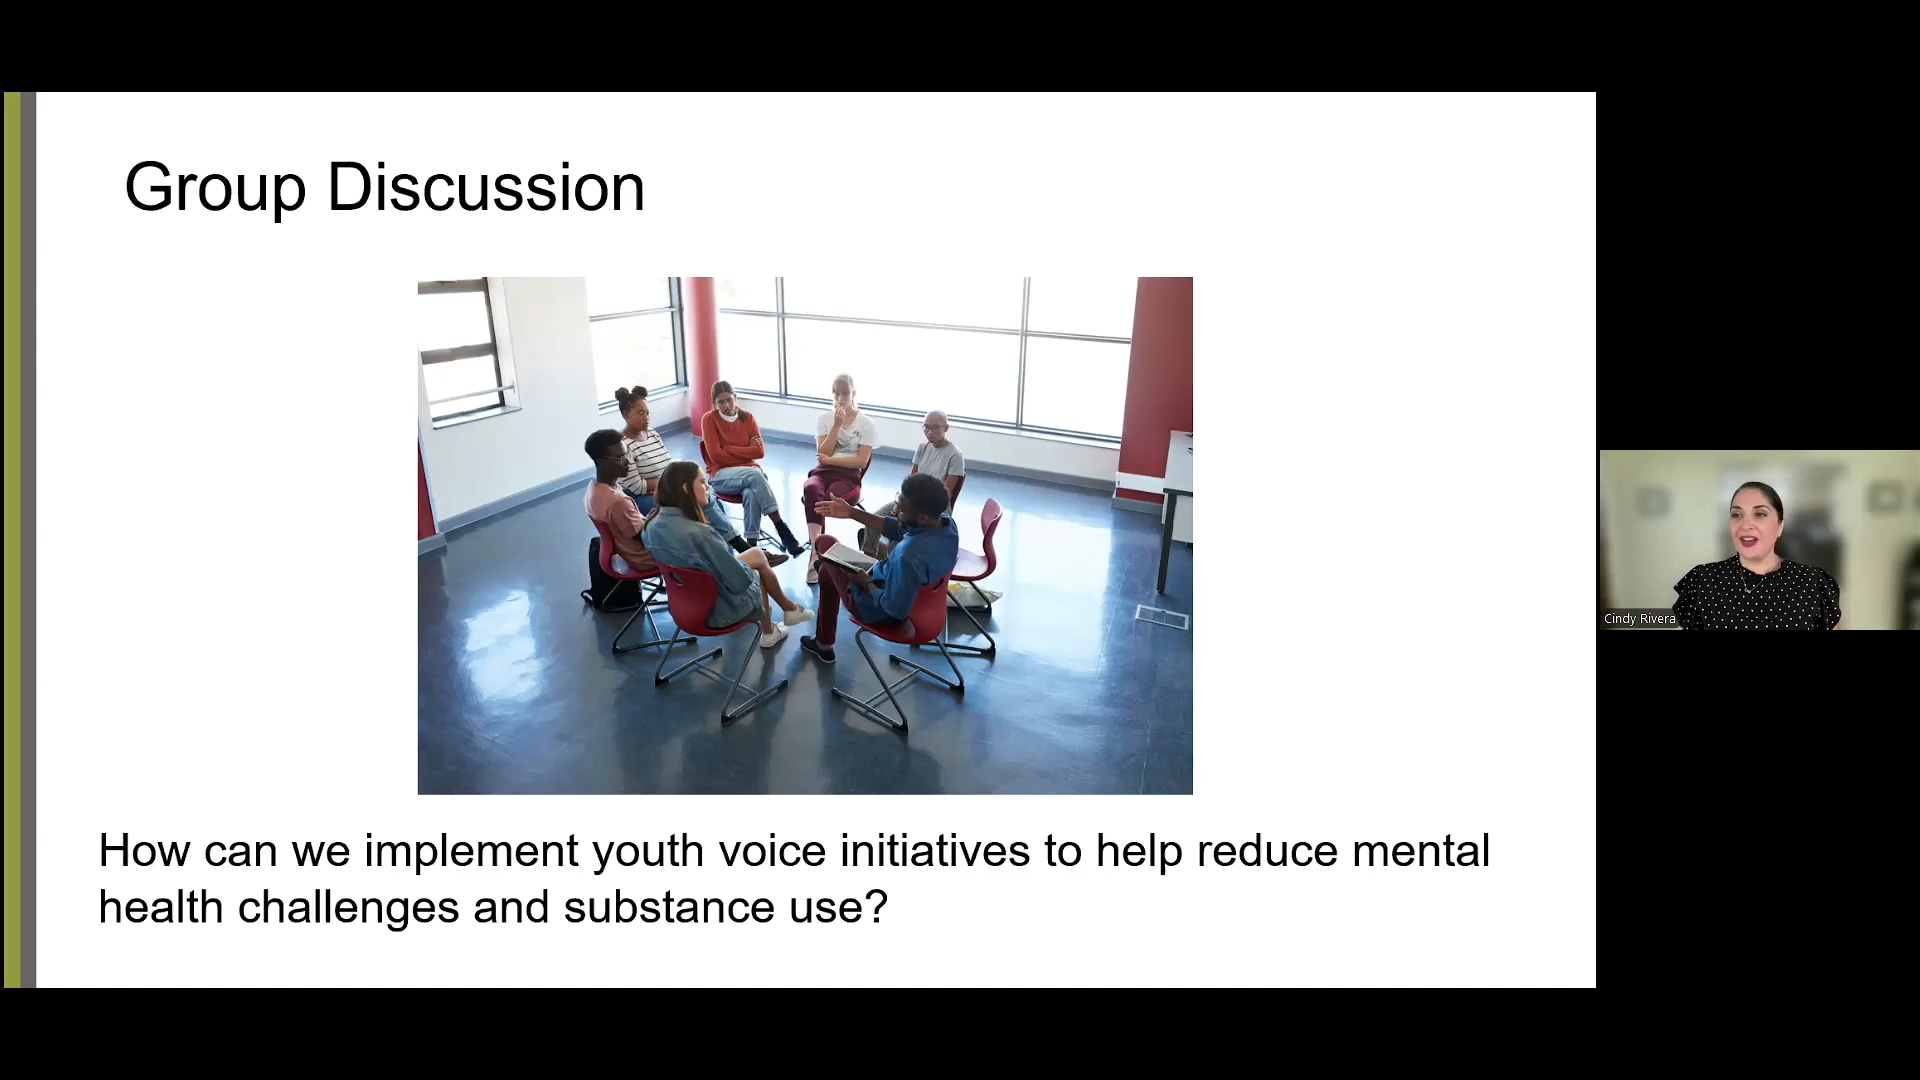 Group Discussion
How can we implement youth voice initiatives to help reduce mental
health challenges and substance use?
Cindy Rivera